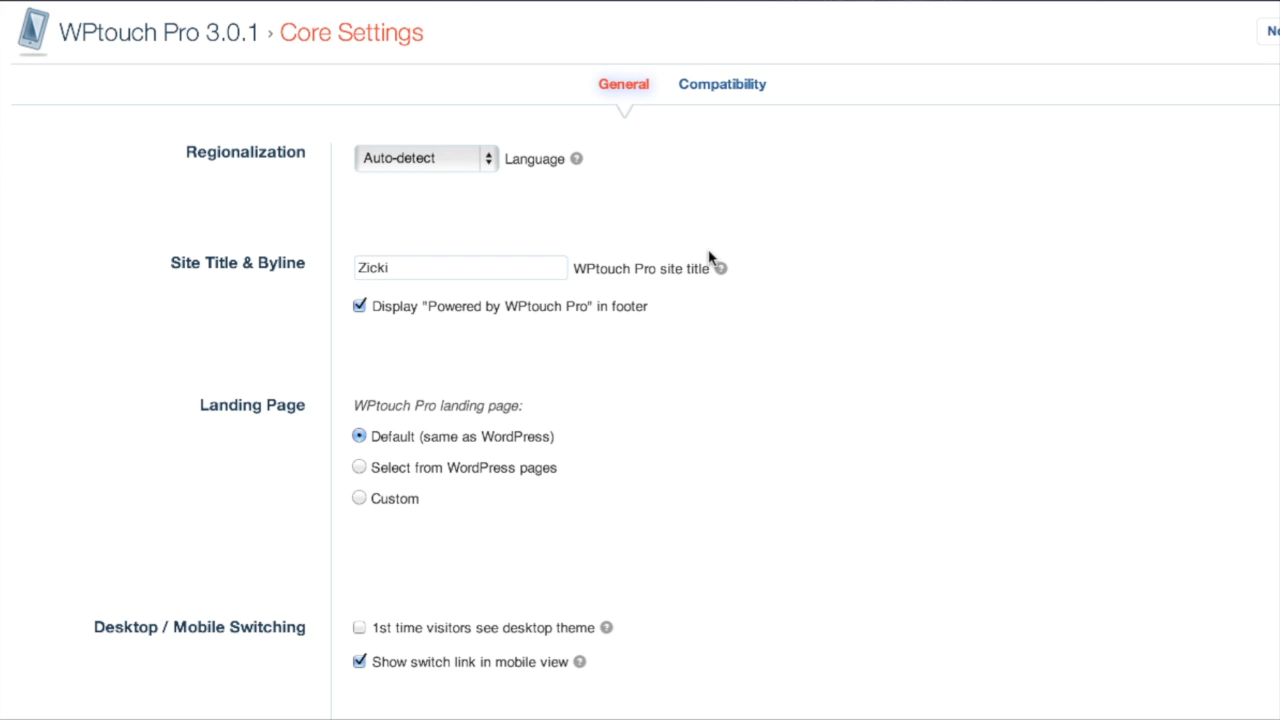 WPtouch Pro 3.0.1 › Core Settings
General Compatibility
Regionalization
Auto-detect Language ?
Site Title & Byline
Zicki WPtouch Pro site title ?
Display "Powered by WPtouch Pro" in footer
Landing Page
WPtouch Pro landing page:
Default (same as WordPress)
Select from WordPress pages
Custom
Desktop / Mobile Switching
1st time visitors see desktop theme ?
Show switch link in mobile view ?